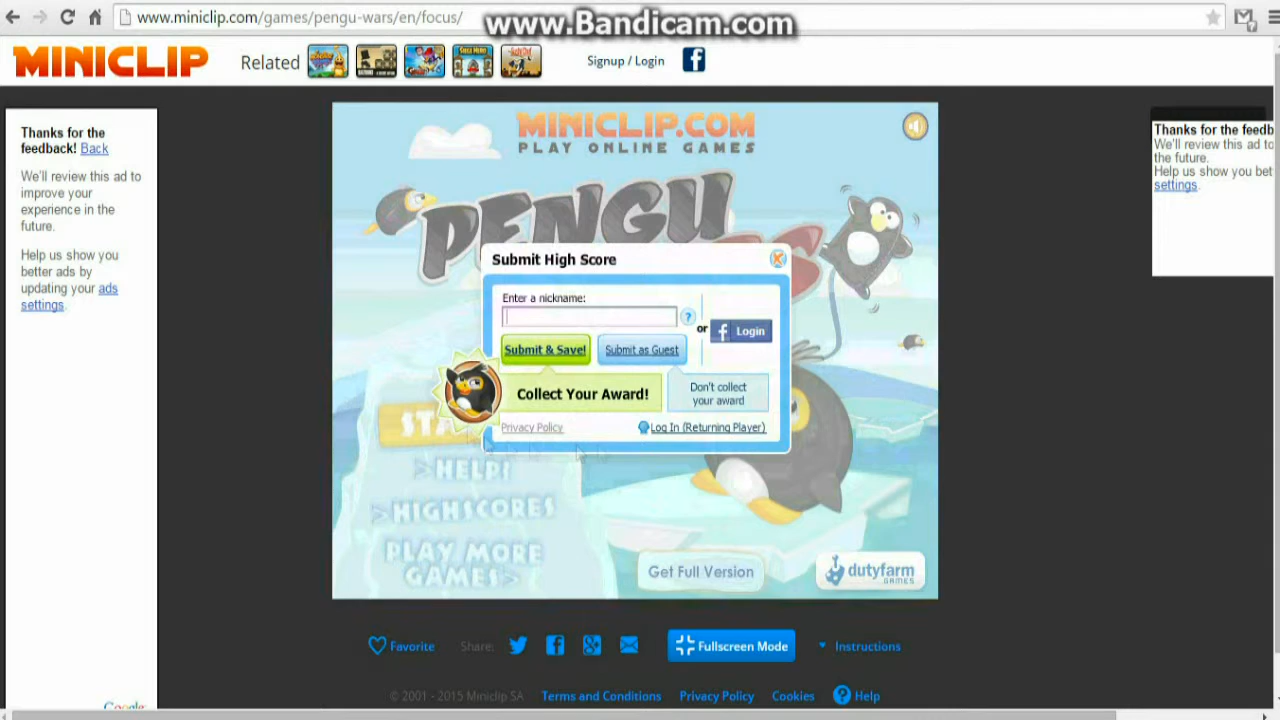 www.miniclip.com/games/pengu-wars/en/focus/
www.Bandicam.com
MINICLIP
Related
Signup / Login
Thanks for the
feedback! Back
We'll review this ad to
improve your
experience in the
future.
Help us show you
better ads by
updating your ads
settings.
MINICLIP.COM
PLAY ONLINE GAMES
PENGU
Submit High Score
Enter a nickname:
?
or
f Login
Submit & Save!
Submit as Guest
Collect Your Award!
Don't collect
your award
Privacy Policy
Log In (Returning Player)
>HELP!
>HIGHSCORES
PLAY MORE
GAMES>
Get Full Version
dutyfarm
GAMES
Thanks for the feedb
We'll review this ad to
the future.
Help us show you bet
settings.
Favorite
Share:
Fullscreen Mode
Instructions
© 2001 - 2015 Miniclip SA
Terms and Conditions
Privacy Policy
Cookies
? Help
Google